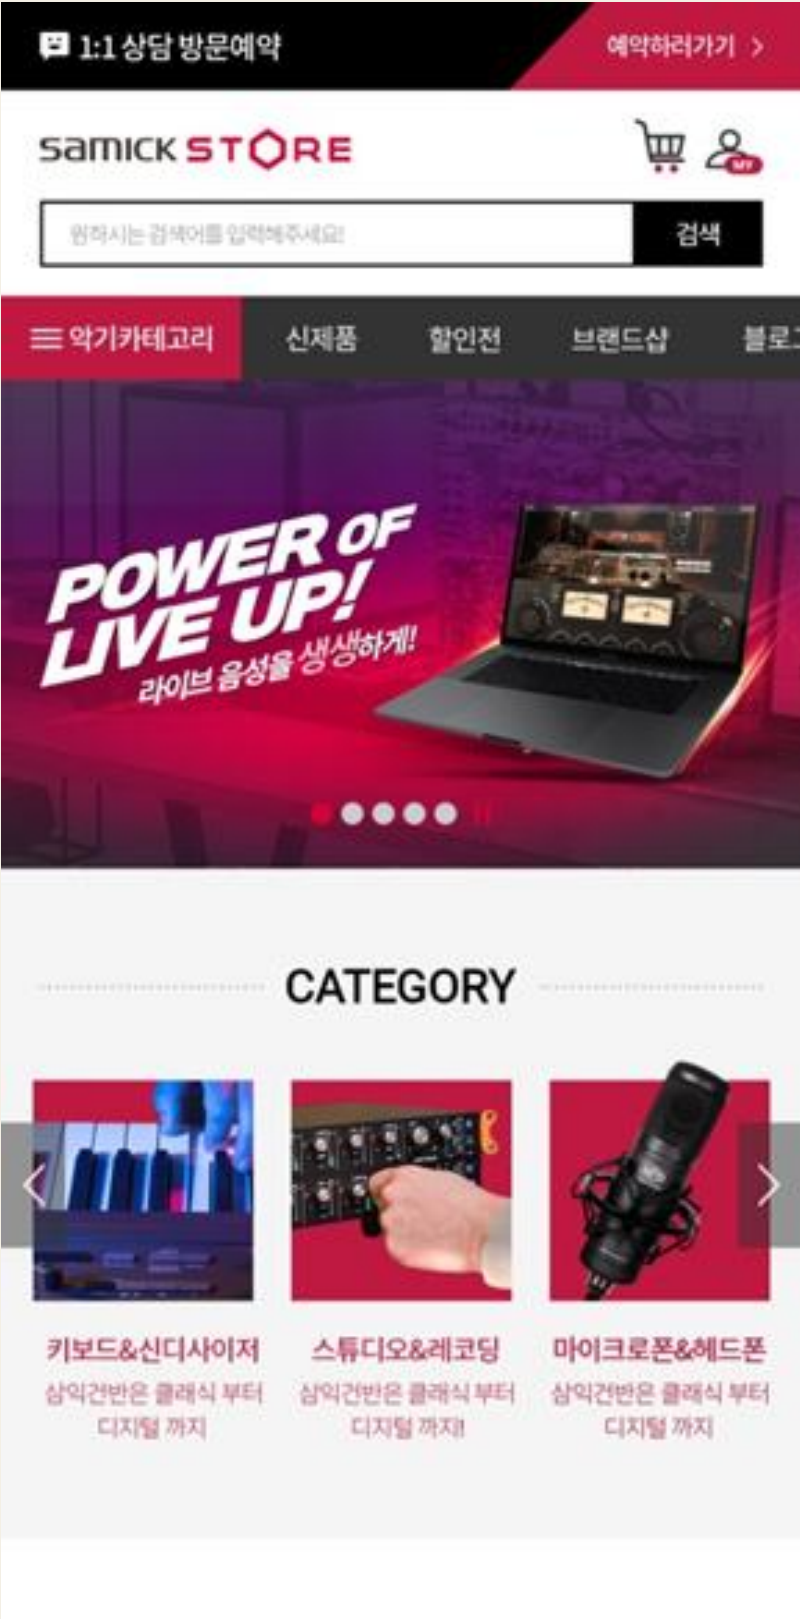 1:1 상담 방문예약
예약하러가기
samick STORE
MY
원하시는 검색어를 입력해주세요!
검색
악기카테고리
신제품
할인전
브랜드샵
블로그
POWER OF
LIVE UP!
라이브 음성을 생생하게!
CATEGORY
키보드&신디사이저
삼익건반은 클래식 부터
디지털 까지
스튜디오&레코딩
삼익건반은 클래식 부터
디지털 까지!
마이크로폰&헤드폰
삼익건반은 클래식 부터
디지털 까지